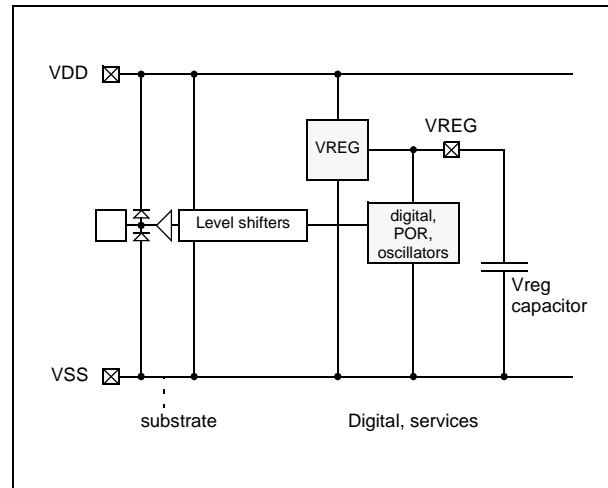 VDD
VREG
VREG
Level shifters
digital,
POR,
oscillators
Vreg
capacitor
VSS
substrate
Digital, services